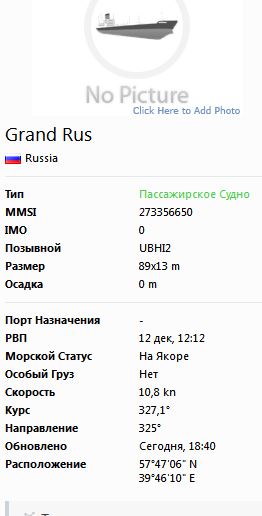 No Picture
Click Here to Add Photo
Grand Rus
Russia
Тип Пассажирское Судно
MMSI 273356650
IMO 0
Позывной UBHI2
Размер 89x13 m
Осадка 0 m
Порт Назначения -
РВП 12 дек, 12:12
Морской Статус На Якоре
Особый Груз Нет
Скорость 10,8 kn
Курс 327,1°
Направление 325°
Обновлено Сегодня, 18:40
Расположение 57°47'06" N
39°46'10" E